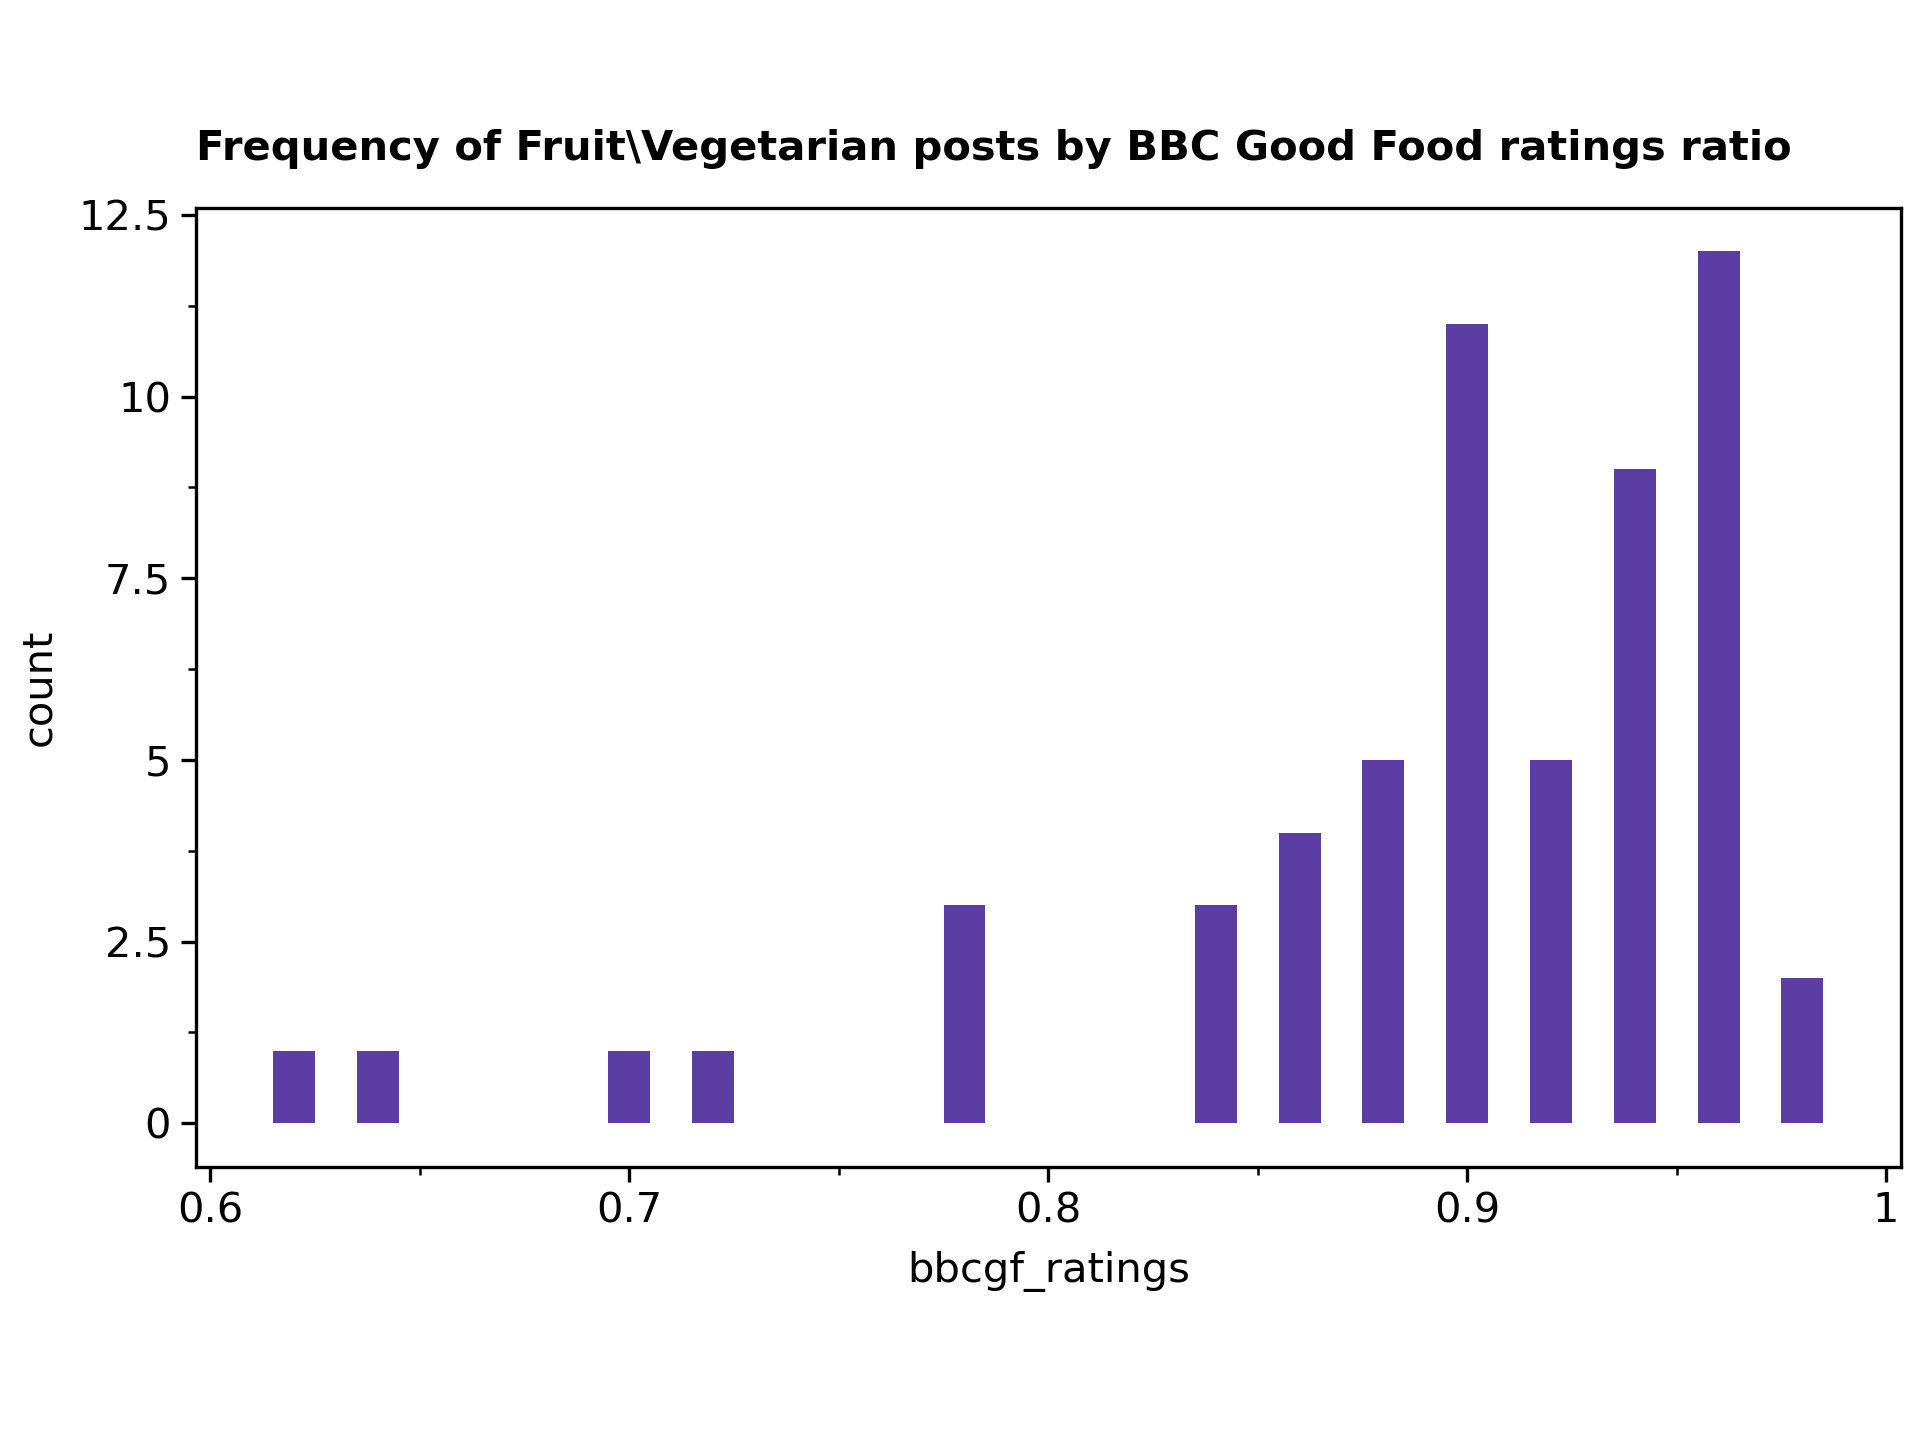 Frequency of Fruit\Vegetarian posts by BBC Good Food ratings ratio
12.5
10
7.5
5
2.5
0
count
0.6 0.7 0.8 0.9 1
bbcgf_ratings